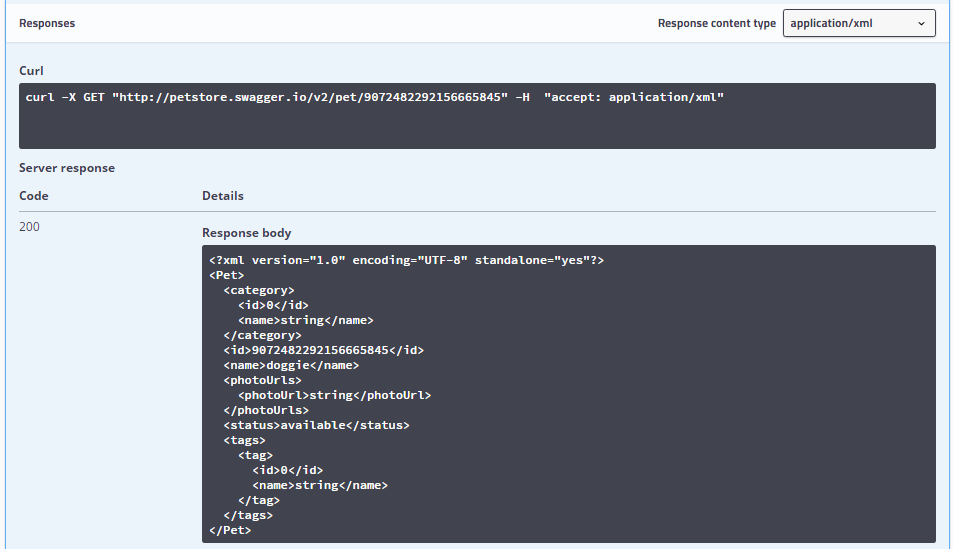 Responses
Response content type application/xml
Curl
curl -X GET "http://petstore.swagger.io/v2/pet/9072482292156665845" -H  "accept: application/xml"
Server response
Code Details
200
Response body
<?xml version="1.0" encoding="UTF-8" standalone="yes"?>
<Pet>
  <category>
    <id>0</id>
    <name>string</name>
  </category>
  <id>9072482292156665845</id>
  <name>doggie</name>
  <photoUrls>
    <photoUrl>string</photoUrl>
  </photoUrls>
  <status>available</status>
  <tags>
    <tag>
      <id>0</id>
      <name>string</name>
    </tag>
  </tags>
</Pet>